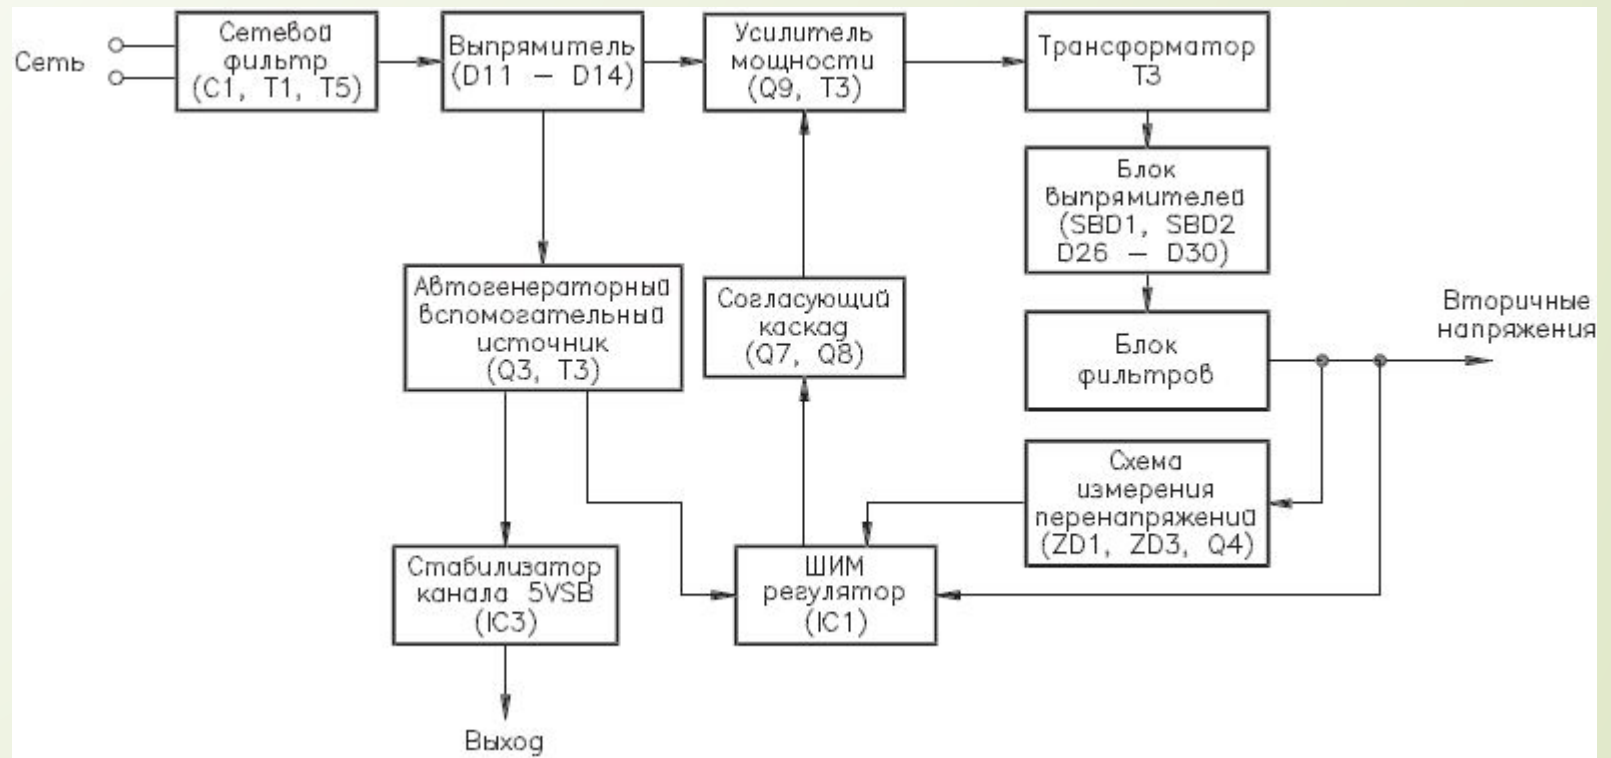 Сеть
Сетевой
фильтр
(C1, T1, T5)
Выпрямитель
(D11 – D14)
Усилитель
мощности
(Q9, T3)
Трансформатор
T3
Блок
выпрямителей
(SBD1, SBD2
D26 – D30)
Автогенераторный
вспомогательный
источник
(Q3, T3)
Согласующий
каскад
(Q7, Q8)
Блок
фильтров
Вторичные
напряжения
Схема
измерения
перенапряжений
(ZD1, ZD3, Q4)
Стабилизатор
канала 5VSB
(IC3)
ШИМ
регулятор
(IC1)
Выход